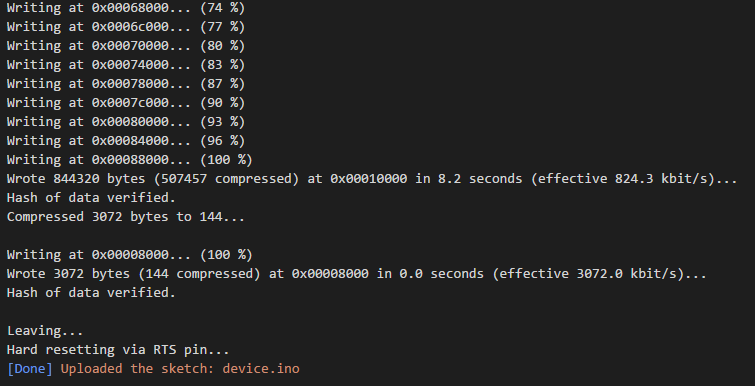 Writing at 0x00068000... (74 %)
Writing at 0x0006c000... (77 %)
Writing at 0x00070000... (80 %)
Writing at 0x00074000... (83 %)
Writing at 0x00078000... (87 %)
Writing at 0x0007c000... (90 %)
Writing at 0x00080000... (93 %)
Writing at 0x00084000... (96 %)
Writing at 0x00088000... (100 %)
Wrote 844320 bytes (507457 compressed) at 0x00010000 in 8.2 seconds (effective 824.3 kbit/s)...
Hash of data verified.
Compressed 3072 bytes to 144...
Writing at 0x00008000... (100 %)
Wrote 3072 bytes (144 compressed) at 0x00008000 in 0.0 seconds (effective 3072.0 kbit/s)...
Hash of data verified.
Leaving...
Hard resetting via RTS pin...
[Done] Uploaded the sketch: device.ino